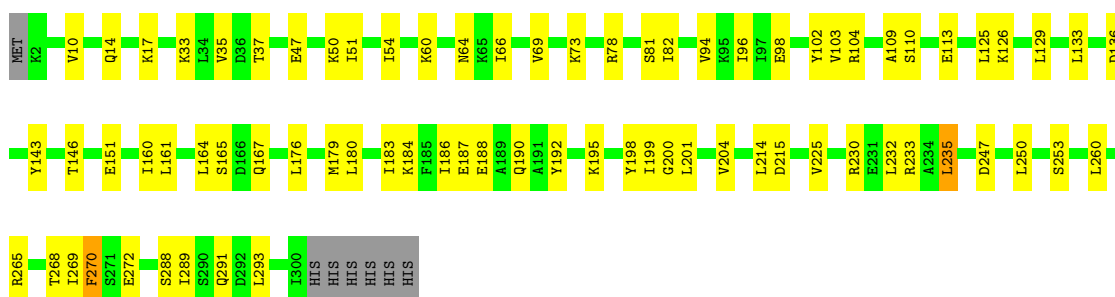 MET K2 V10 Q14 K17 K33 L34 V35 D36 T37 E47 K50 I51 I54 K60 N64 K65 I66 V69 K73 R78 S81 I82 V94 K95 I96 I97 E98 Y102 V103 R104 A109 S110 E113 L125 K126 L129 L133 D136
Y143 T146 E151 I160 L161 L164 S165 D166 Q167 L176 M179 L180 I183 K184 F185 I186 E187 E188 A189 Q190 A191 Y192 K195 Y198 I199 G200 L201 V204 L214 D215 V225 R230 E231 L232 R233 A234 L235 D247 L250 S253 L260
R265 T268 I269 F270 S271 E272 S288 I289 S290 Q291 D292 L293 I300 HIS HIS HIS HIS HIS HIS